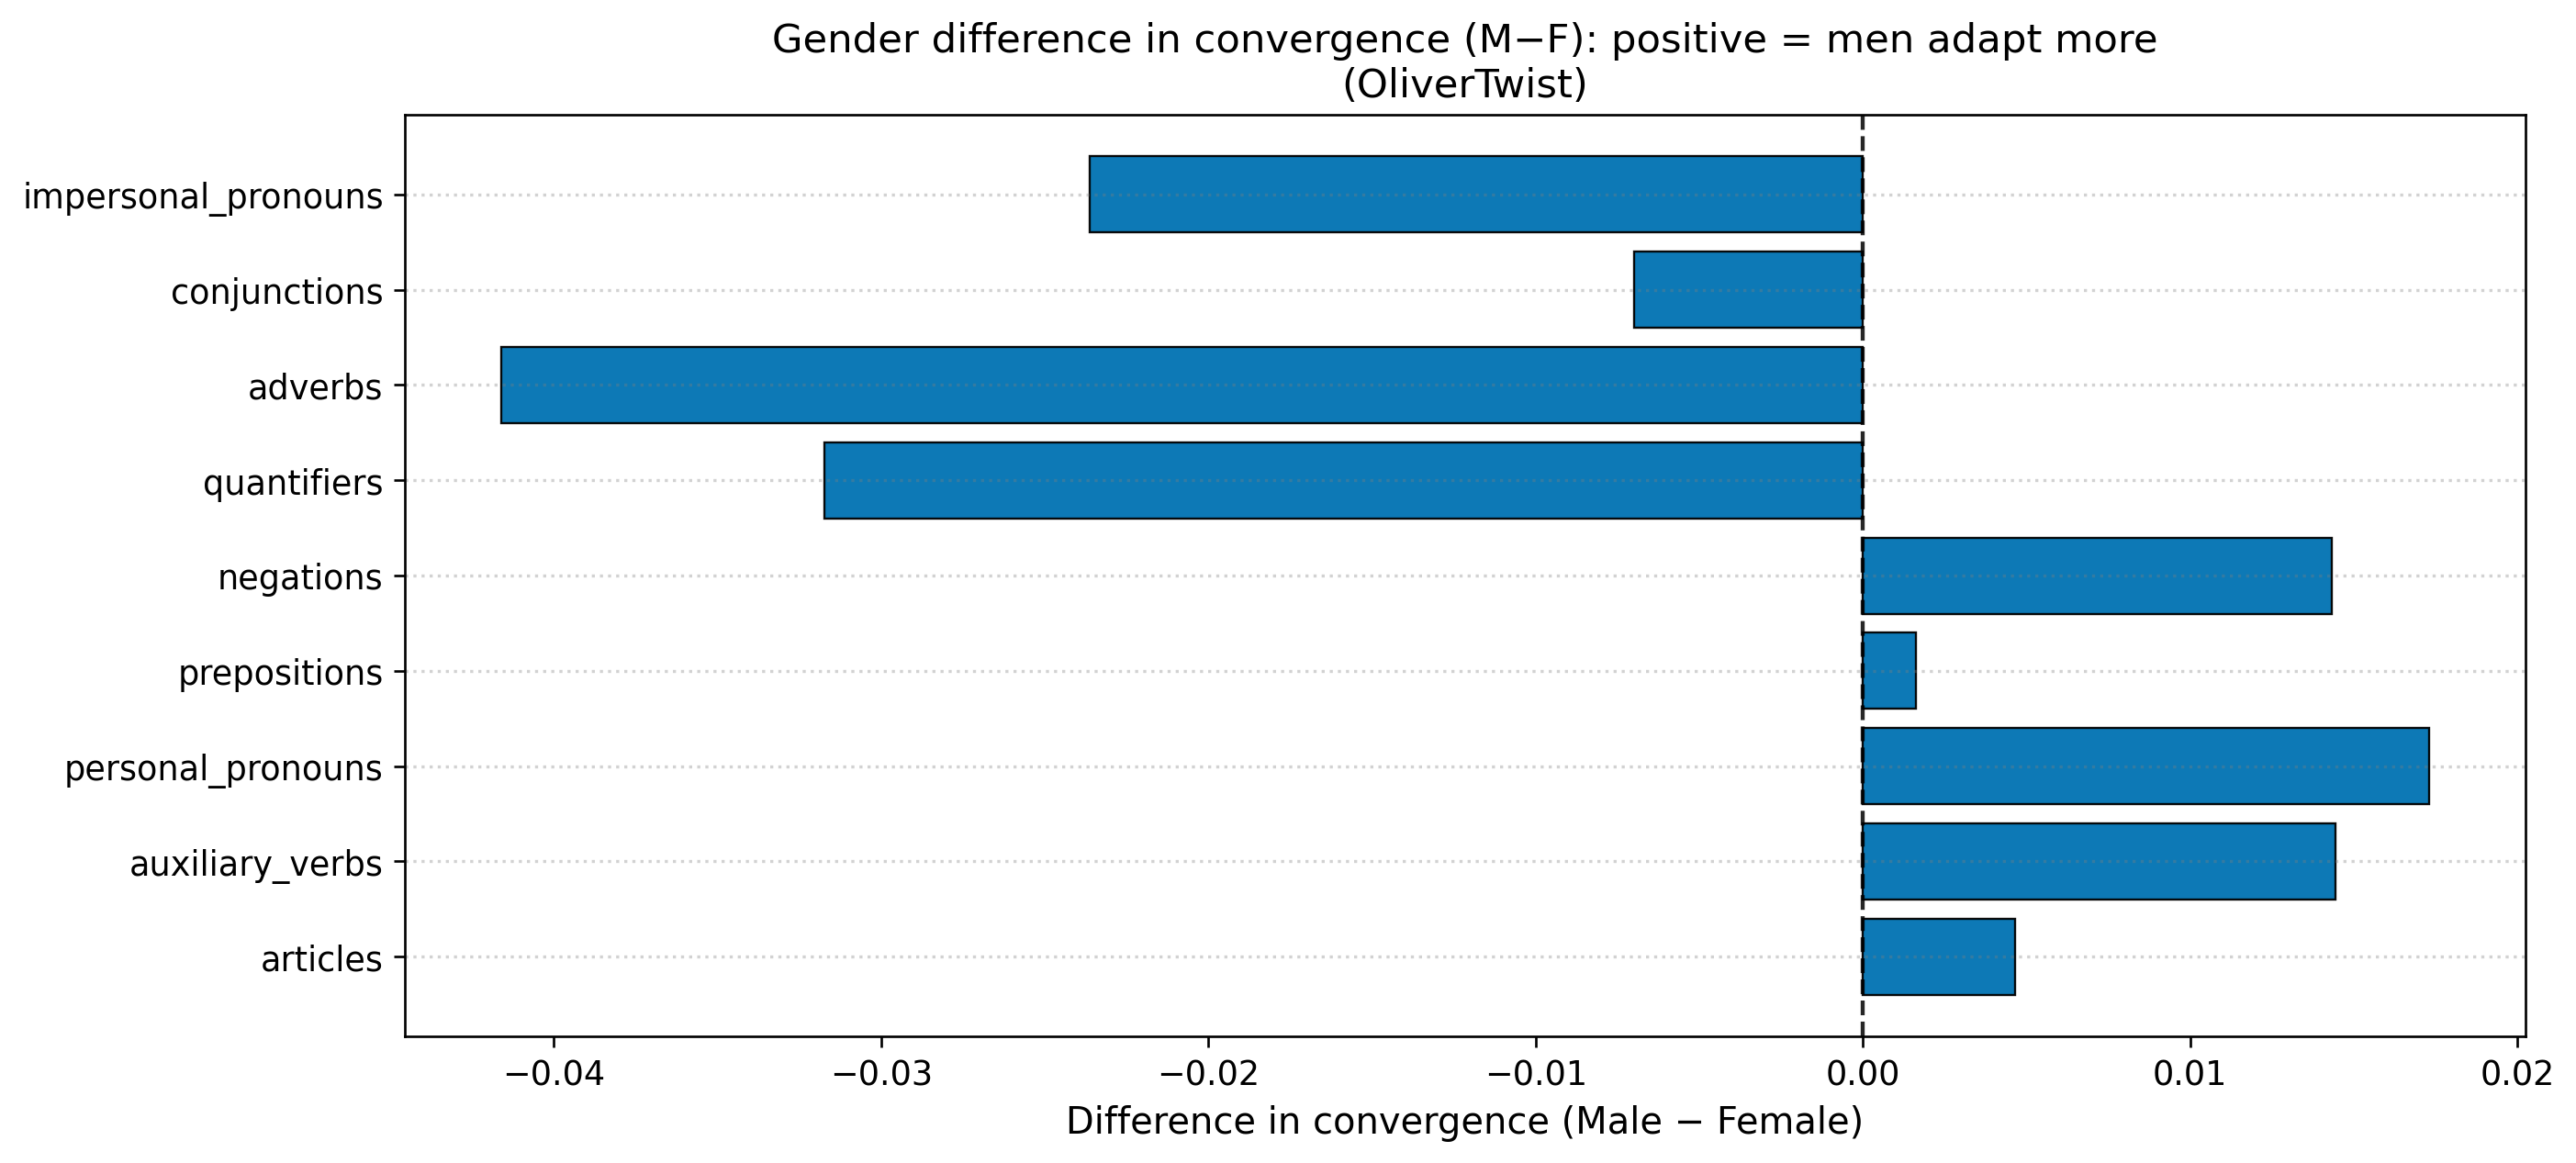 Gender difference in convergence (M−F): positive = men adapt more
(OliverTwist)
impersonal_pronouns
conjunctions
adverbs
quantifiers
negations
prepositions
personal_pronouns
auxiliary_verbs
articles
−0.04 −0.03 −0.02 −0.01 0.00 0.01 0.02
Difference in convergence (Male − Female)